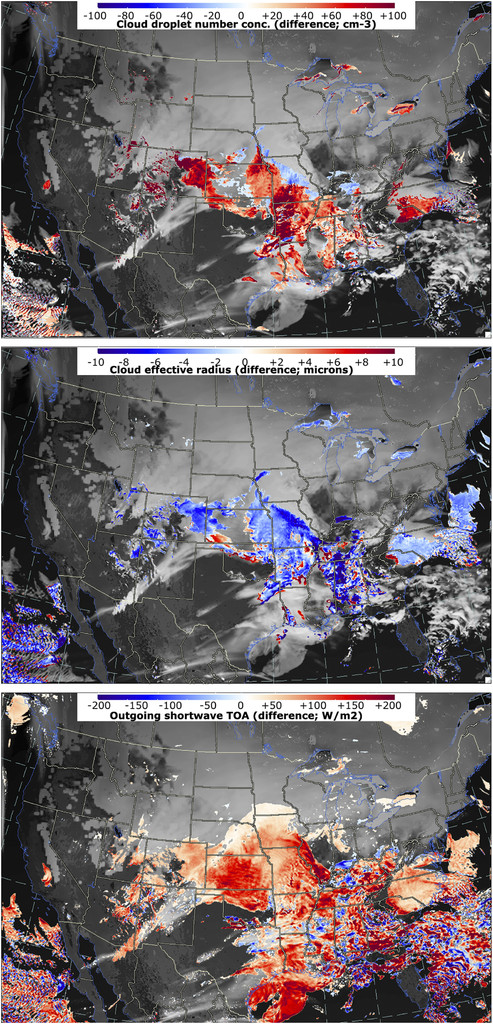 -100 -80 -60 -40 -20 0 +20 +40 +60 +80 +100
Cloud droplet number conc. (difference; cm-3)
-10 -8 -6 -4 -2 0 +2 +4 +6 +8 +10
Cloud effective radius (difference; microns)
-200 -150 -100 -50 0 +50 +100 +150 +200
Outgoing shortwave TOA (difference; W/m2)